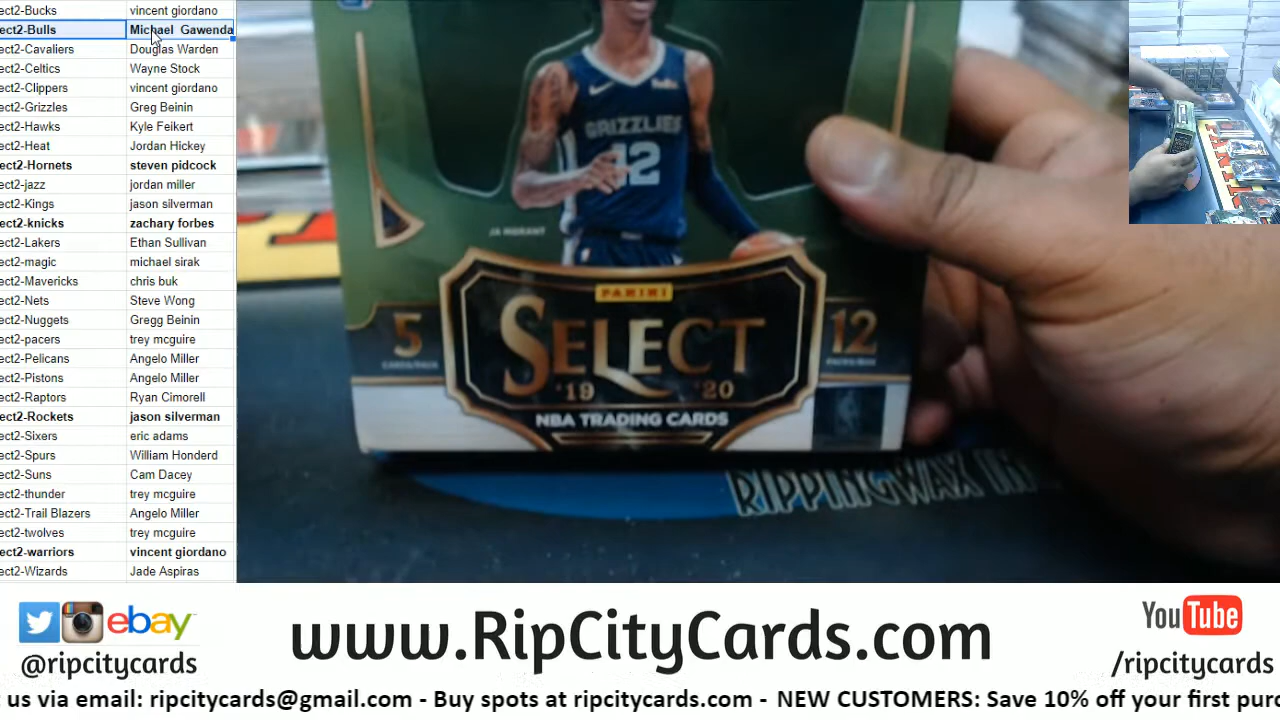 ect2-Bucks vincent giordano
ect2-Bulls Michael Gawenda
ect2-Cavaliers Douglas Warden
ect2-Celtics Wayne Stock
ect2-Clippers vincent giordano
ect2-Grizzles Greg Beinin
ect2-Hawks Kyle Feikert
ect2-Heat Jordan Hickey
ect2-Hornets steven pidcock
ect2-jazz jordan miller
ect2-Kings jason silverman
ect2-knicks zachary forbes
ect2-Lakers Ethan Sullivan
ect2-magic michael sirak
ect2-Mavericks chris buk
ect2-Nets Steve Wong
ect2-Nuggets Gregg Beinin
ect2-pacers trey mcguire
ect2-Pelicans Angelo Miller
ect2-Pistons Angelo Miller
ect2-Raptors Ryan Cimorell
ect2-Rockets jason silverman
ect2-Sixers eric adams
ect2-Spurs William Honderd
ect2-Suns Cam Dacey
ect2-thunder trey mcguire
ect2-Trail Blazers Angelo Miller
ect2-twolves trey mcguire
ect2-warriors vincent giordano
ect2-Wizards Jade Aspiras
GRIZZLIES
12
JA MORANT
PANINI
SELECT
'19 '20
NBA TRADING CARDS
5
CARDS/PACK
12
PACKS/BOX
RIPPINGWAX IN
ebay
@ripcitycards
www.RipCityCards.com
YouTube
/ripcitycards
t us via email: ripcitycards@gmail.com - Buy spots at ripcitycards.com - NEW CUSTOMERS: Save 10% off your first purc